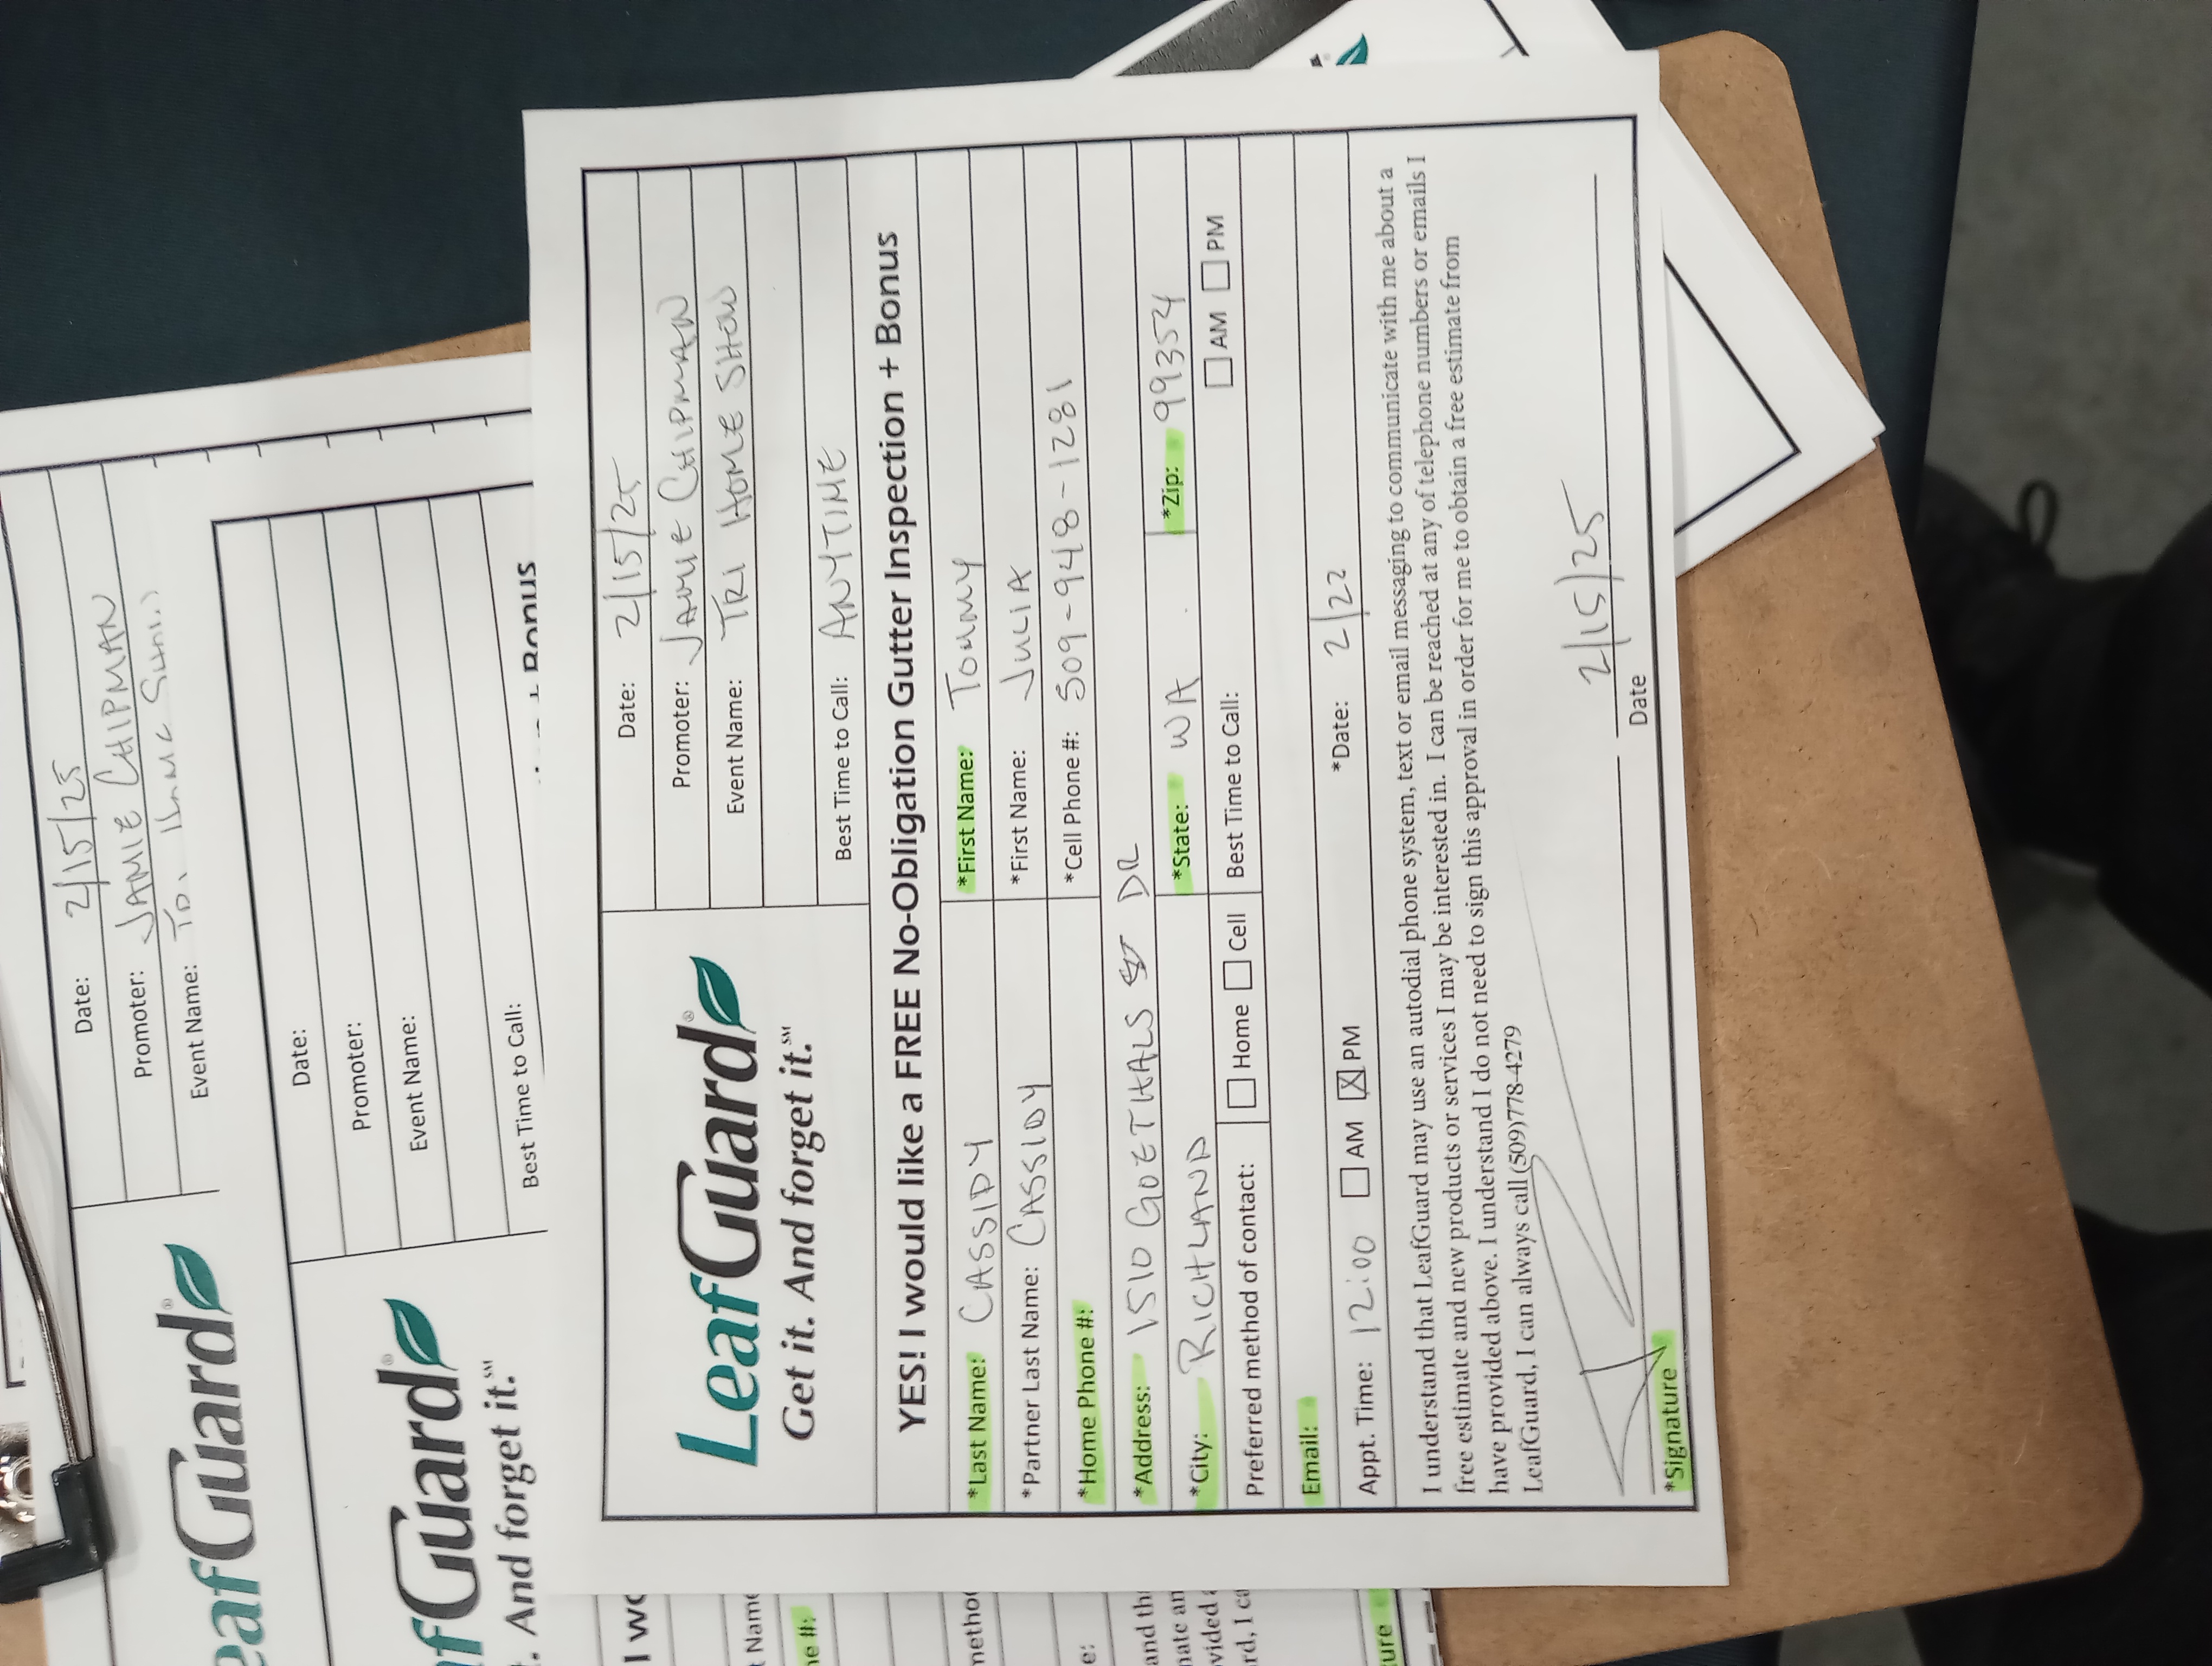 Date: 2/15/25
Promoter: JAMIE CHIPMAN
eafGuard®
Event Name:
Date:
Promoter:
fGuard®
Event Name:
. And forget it.℠
Best Time to Call:
+ Bonus
I wo
t Name
ne #:
metho
e:
and tha
nate an
vided a
rd, I ca
ture
LeafGuard®
Get it. And forget it.℠
Date: 2/15/25
Promoter: JAMIE CHIPMAN
Event Name: TRI HOME SHOW
Best Time to Call: ANYTIME
YES! I would like a FREE No-Obligation Gutter Inspection + Bonus
*Last Name: CASSIDY *First Name: TOMMY
*Partner Last Name: CASSIDY *First Name: JULIA
*Home Phone #: *Cell Phone #: 509-948-1281
*Address: 1510 GOETHALS DR
*City: RICHLAND *State: WA *Zip: 99354
Preferred method of contact: Home Cell Best Time to Call: AM PM
Email:
Appt. Time: 12:00 AM X PM *Date: 2/22
I understand that LeafGuard may use an autodial phone system, text or email messaging to communicate with me about a
free estimate and new products or services I may be interested in. I can be reached at any of telephone numbers or emails I
have provided above. I understand I do not need to sign this approval in order for me to obtain a free estimate from
LeafGuard, I can always call (509)778-4279
2/15/25
*Signature Date